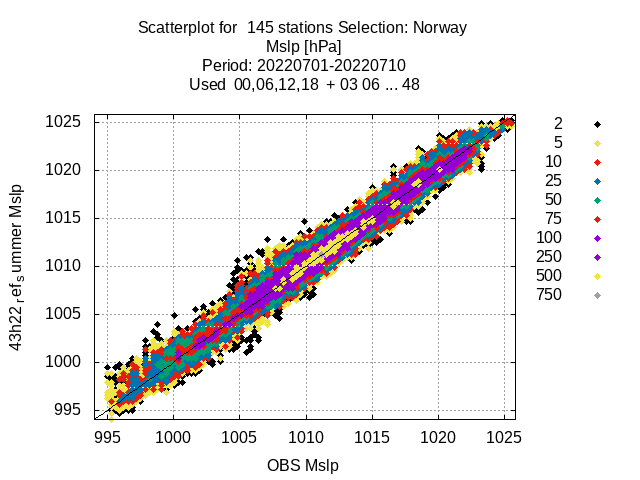 Scatterplot for  145 stations Selection: Norway
Mslp [hPa]
Period: 20220701-20220710
Used  00,06,12,18  + 03 06 ... 48
1025
1020
1015
1010
1005
1000
995
995 1000 1005 1010 1015 1020 1025
43h22ref_summer Mslp
OBS Mslp
2
5
10
25
50
75
100
250
500
750